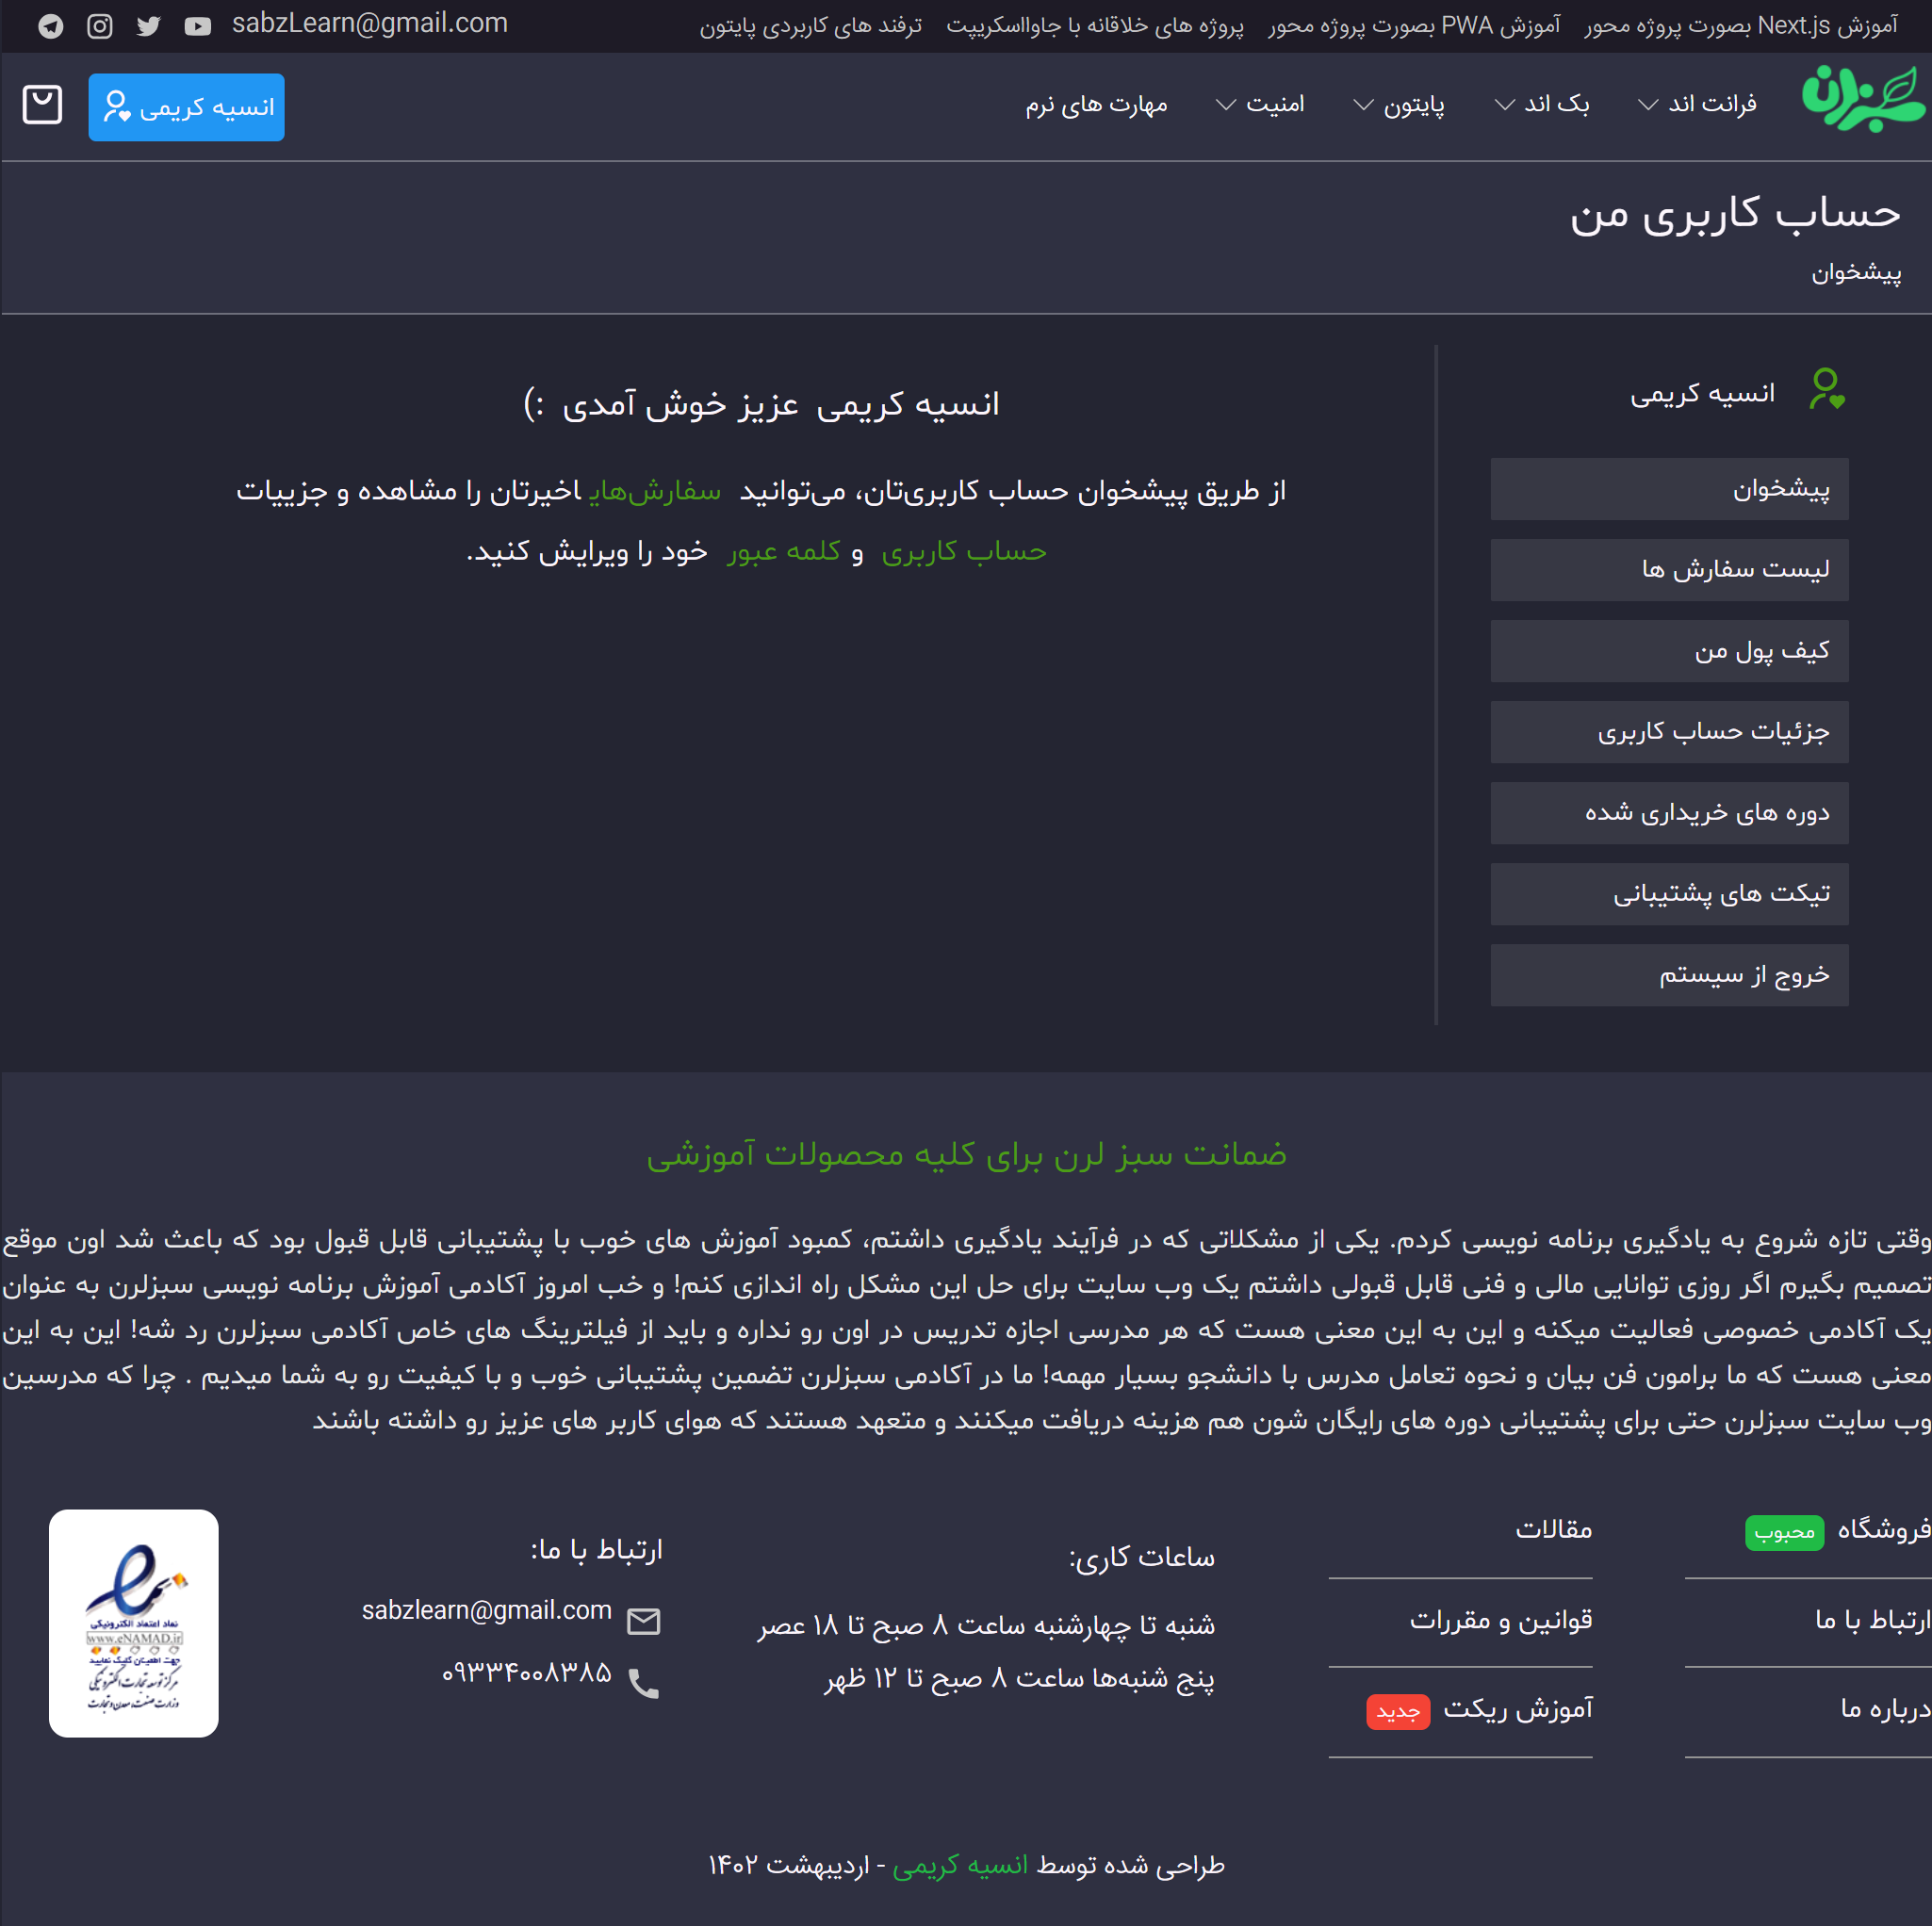 آموزش Next.js بصورت پروژه محور آموزش PWA بصورت پروژه محور پروژه های خلاقانه با جاوااسکریپت ترفند های کاربردی پایتون sabzLearn@gmail.com
سبزلرن فرانت اند بک اند پایتون امنیت مهارت های نرم انسیه کریمی
حساب کاربری من
پیشخوان
انسیه کریمی
پیشخوان
لیست سفارش ها
کیف پول من
جزئیات حساب کاربری
دوره های خریداری شده
تیکت های پشتیبانی
خروج از سیستم
انسیه کریمی عزیز خوش آمدی :)
از طریق پیشخوان حساب کاربری‌تان، می‌توانید سفارش‌های اخیرتان را مشاهده و جزییات
حساب کاربری و کلمه عبور خود را ویرایش کنید.
ضمانت سبز لرن برای کلیه محصولات آموزشی
وقتی تازه شروع به یادگیری برنامه نویسی کردم. یکی از مشکلاتی که در فرآیند یادگیری داشتم، کمبود آموزش های خوب با پشتیبانی قابل قبول بود که باعث شد اون موقع
تصمیم بگیرم اگر روزی توانایی مالی و فنی قابل قبولی داشتم یک وب سایت برای حل این مشکل راه اندازی کنم! و خب امروز آکادمی آموزش برنامه نویسی سبزلرن به عنوان
یک آکادمی خصوصی فعالیت میکنه و این به این معنی هست که هر مدرسی اجازه تدریس در اون رو نداره و باید از فیلترینگ های خاص آکادمی سبزلرن رد شه! این به این
معنی هست که ما برامون فن بیان و نحوه تعامل مدرس با دانشجو بسیار مهمه! ما در آکادمی سبزلرن تضمین پشتیبانی خوب و با کیفیت رو به شما میدیم . چرا که مدرسین
وب سایت سبزلرن حتی برای پشتیبانی دوره های رایگان شون هم هزینه دریافت میکنند و متعهد هستند که هوای کاربر های عزیز رو داشته باشند
فروشگاه محبوب
ارتباط با ما
درباره ما
مقالات
قوانین و مقررات
آموزش ریکت جدید
ساعات کاری:
شنبه تا چهارشنبه ساعت ۸ صبح تا ۱۸ عصر
پنج شنبه‌ها ساعت ۸ صبح تا ۱۲ ظهر
ارتباط با ما:
sabzlearn@gmail.com
۰۹۳۳۴۰۰۸۳۸۵
نماد اعتماد الکترونیکی
www.eNAMAD.ir
جهت اطمینان کلیک نمایید
مرکز توسعه تجارت الکترونیکی
وزارت صنعت، معدن و تجارت
طراحی شده توسط انسیه کریمی - اردیبهشت ۱۴۰۲